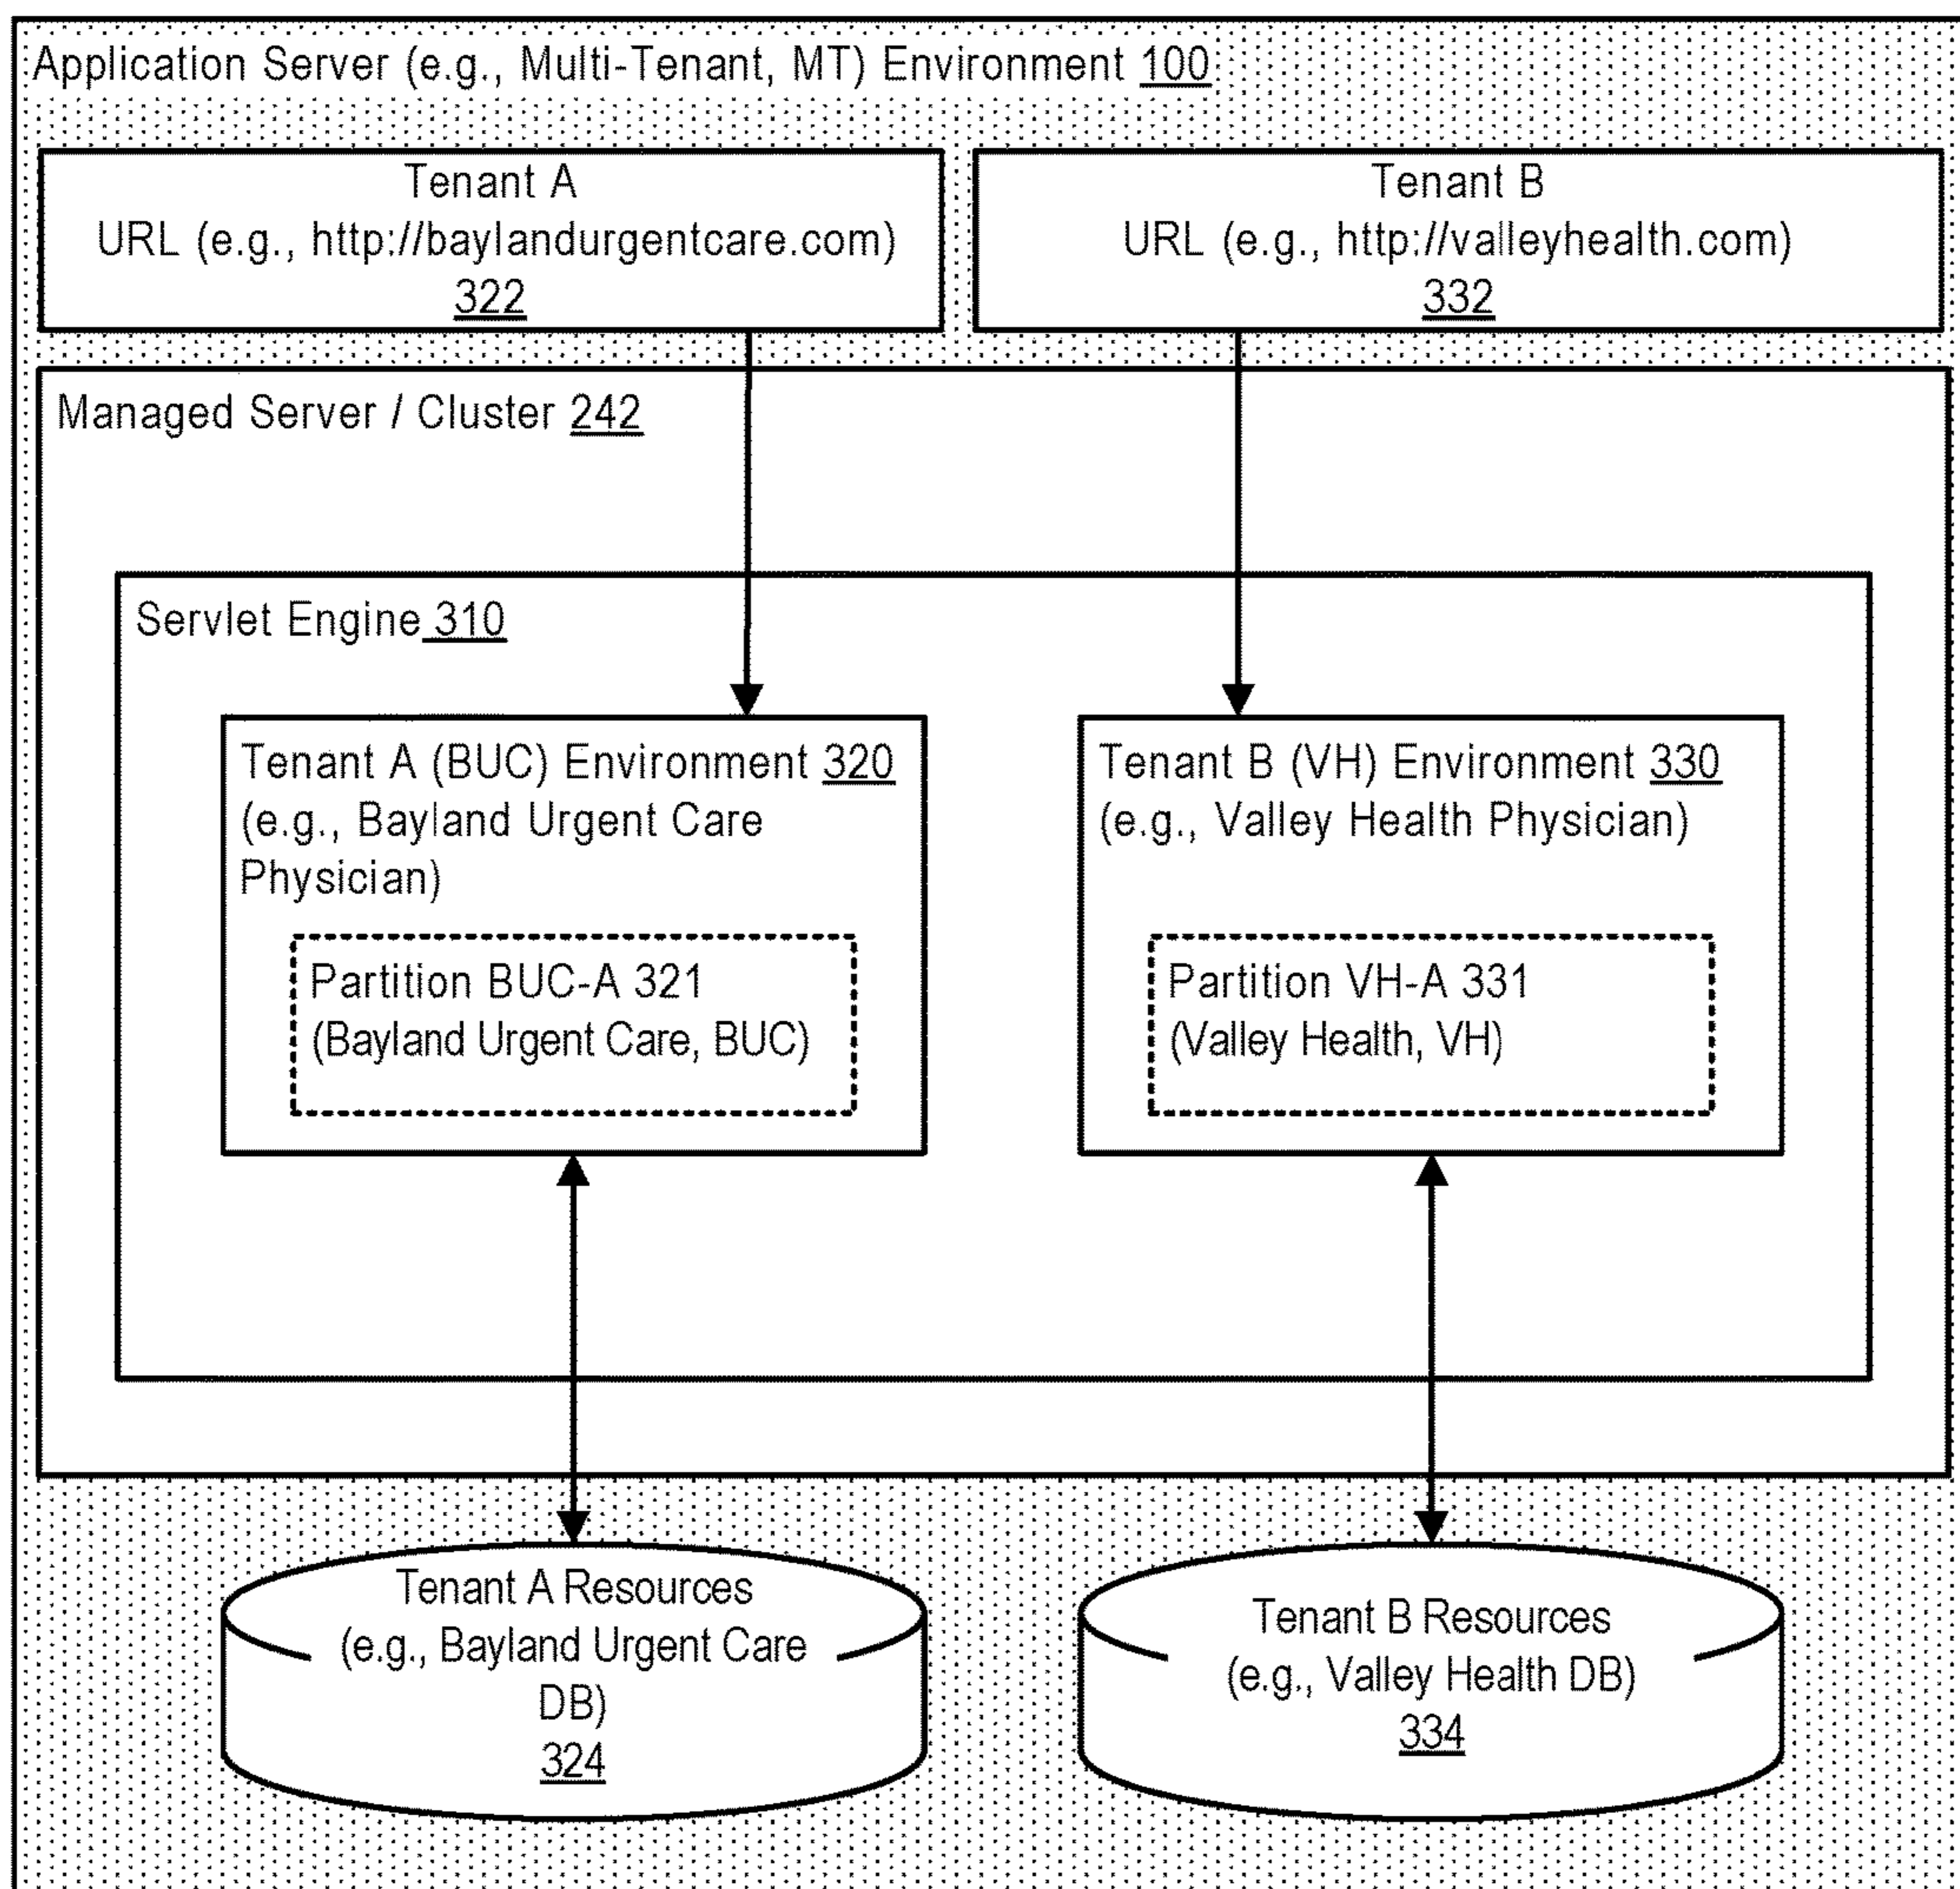 Application Server (e.g., Multi-Tenant, MT) Environment 100
Tenant A
URL (e.g., http://baylandurgentcare.com)
322
Tenant B
URL (e.g., http://valleyhealth.com)
332
Managed Server / Cluster 242
Servlet Engine 310
Tenant A (BUC) Environment 320
(e.g., Bayland Urgent Care
Physician)
Partition BUC-A 321
(Bayland Urgent Care, BUC)
Tenant B (VH) Environment 330
(e.g., Valley Health Physician)
Partition VH-A 331
(Valley Health, VH)
Tenant A Resources
(e.g., Bayland Urgent Care
DB)
324
Tenant B Resources
(e.g., Valley Health DB)
334